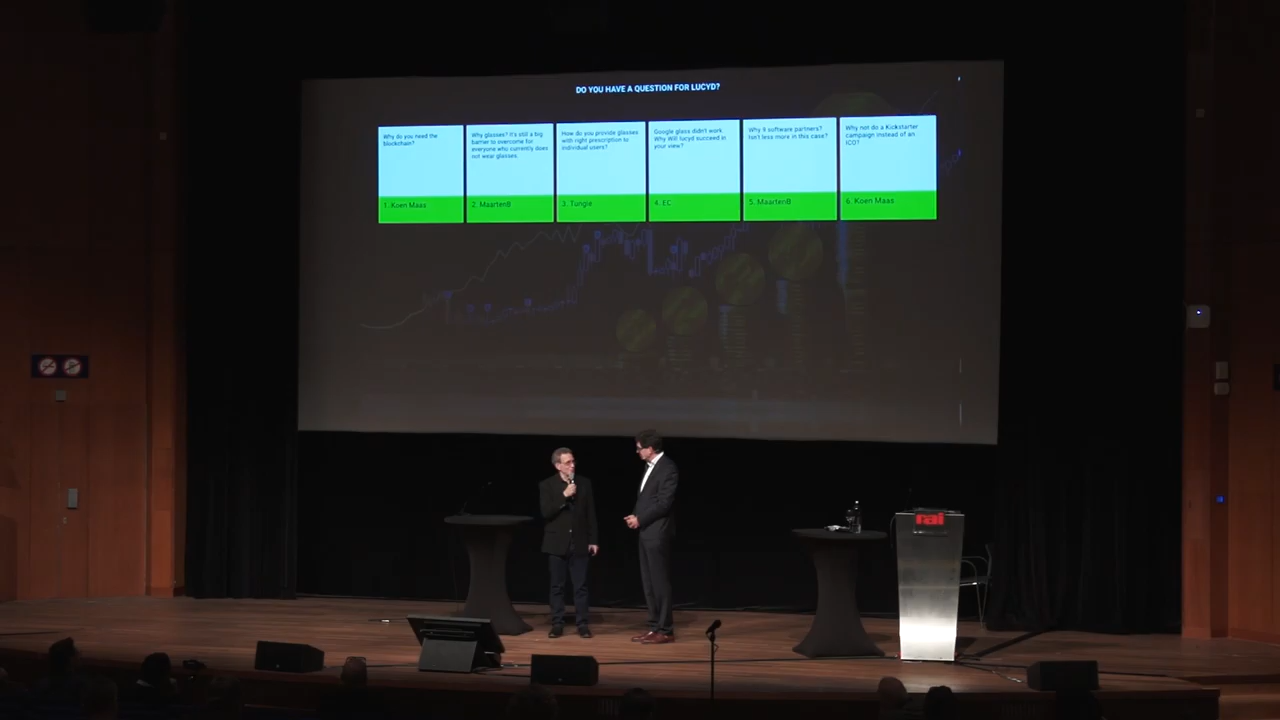 DO YOU HAVE A QUESTION FOR LUCYD?
Why do you need the
blockchain?
1. Koen Maas
Why glasses? It's still a big
barrier to overcome for
everyone who currently does
not wear glasses.
2. MaartenB
How do you provide glasses
with right prescription to
individual users?
3. Tungle
Google glass didn't work
Why Will lucyd succeed in
your view?
4. EC
Why 9 software partners?
Isn't less more in this case?
5. MaartenB
Why not do a Kickstarter
campaign instead of an
ICO?
6. Koen Maas
rai